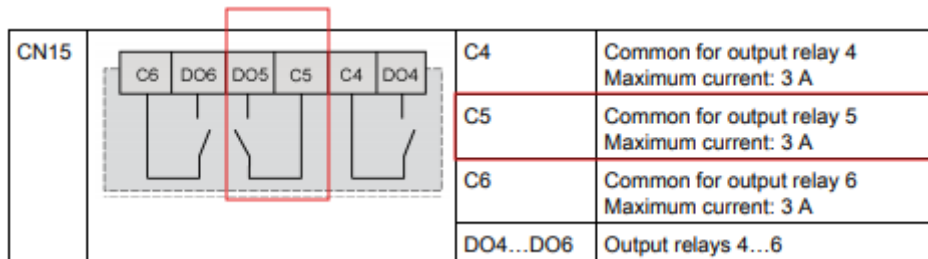 CN15
C6 DO6 DO5 C5 C4 DO4
C4
Common for output relay 4
Maximum current: 3 A
C5
Common for output relay 5
Maximum current: 3 A
C6
Common for output relay 6
Maximum current: 3 A
DO4…DO6
Output relays 4…6